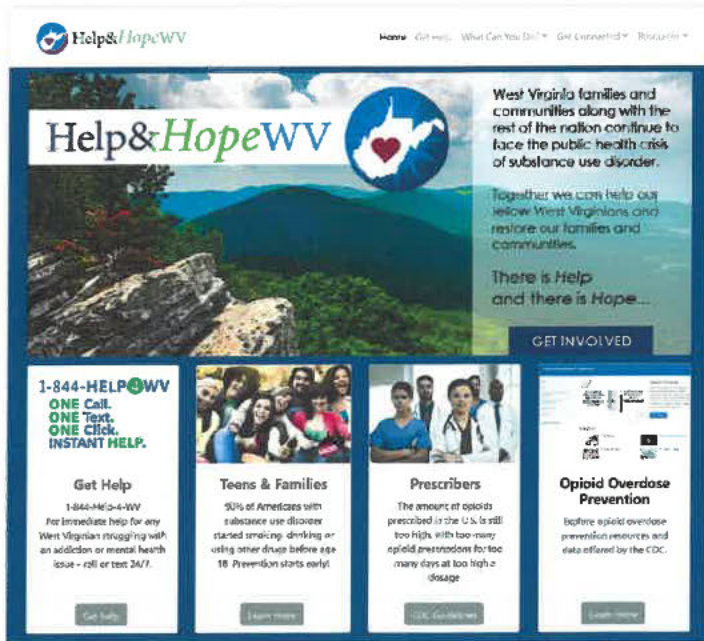 Help&HopeWV
Home Get Help What Can You Do? Get Connected Resources
Help&HopeWV
West Virginia families and
communities along with the
rest of the nation continue to
face the public health crisis
of substance use disorder.
Together we can help our
fellow West Virginians and
restore our families and
communities.
There is Help
and there is Hope...
GET INVOLVED
1-844-HELP4WV
ONE Call.
ONE Text.
ONE Click.
INSTANT HELP.
Get Help
1-844-Help-4-WV
For immediate help for any
West Virginian struggling with
an addiction or mental health
issue - call or text 24/7.
Get help
Teens & Families
90% of Americans with
substance use disorder
started smoking, drinking or
using other drugs before age
18. Prevention starts early!
Learn more
Prescribers
The amount of opioids
prescribed in the U.S. is still
too high, with too many
opioid prescriptions for too
many days at too high a
dosage
CDC Guidelines
Opioid Overdose
Prevention
Explore opioid overdose
prevention resources and
data offered by the CDC.
Learn more